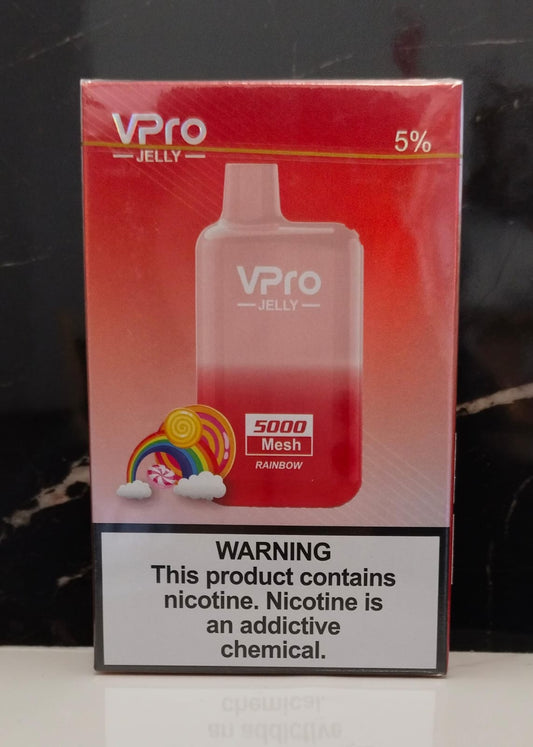 VPro
JELLY
5%
VPro
JELLY
5000
Mesh
RAINBOW
WARNING
This product contains
nicotine. Nicotine is
an addictive
chemical.